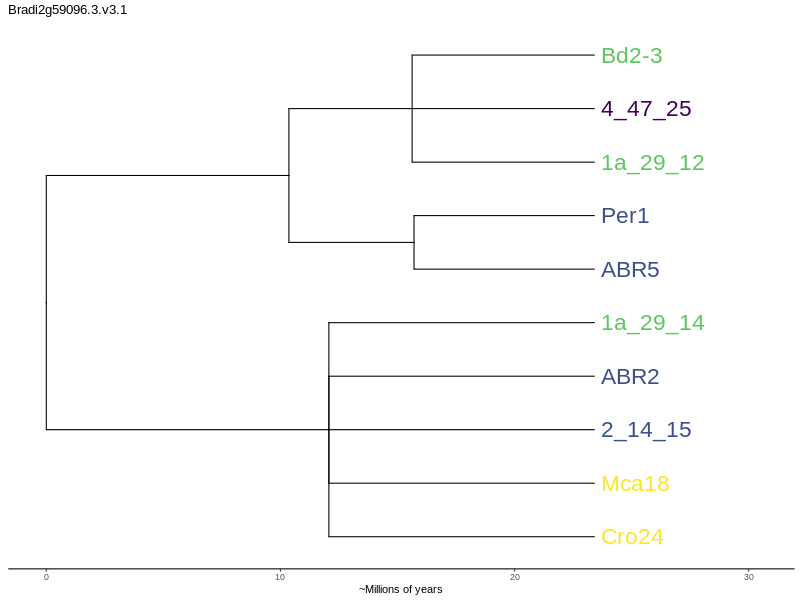 Bradi2g59096.3.v3.1
Bd2-3
4_47_25
1a_29_12
Per1
ABR5
1a_29_14
ABR2
2_14_15
Mca18
Cro24
0 10 20 30
~Millions of years